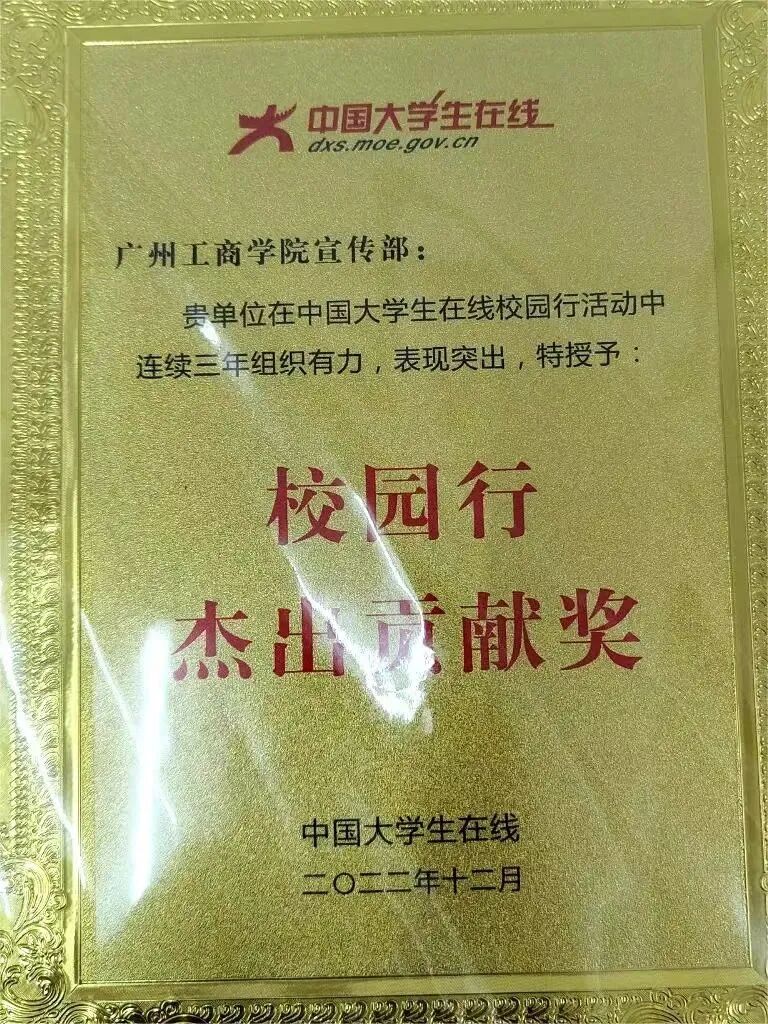 中国大学生在线
dxs.moe.gov.cn
广州工商学院宣传部：
贵单位在中国大学生在线校园行活动中
连续三年组织有力，表现突出，特授予：
校园行
杰出贡献奖
中国大学生在线
二〇二二年十二月